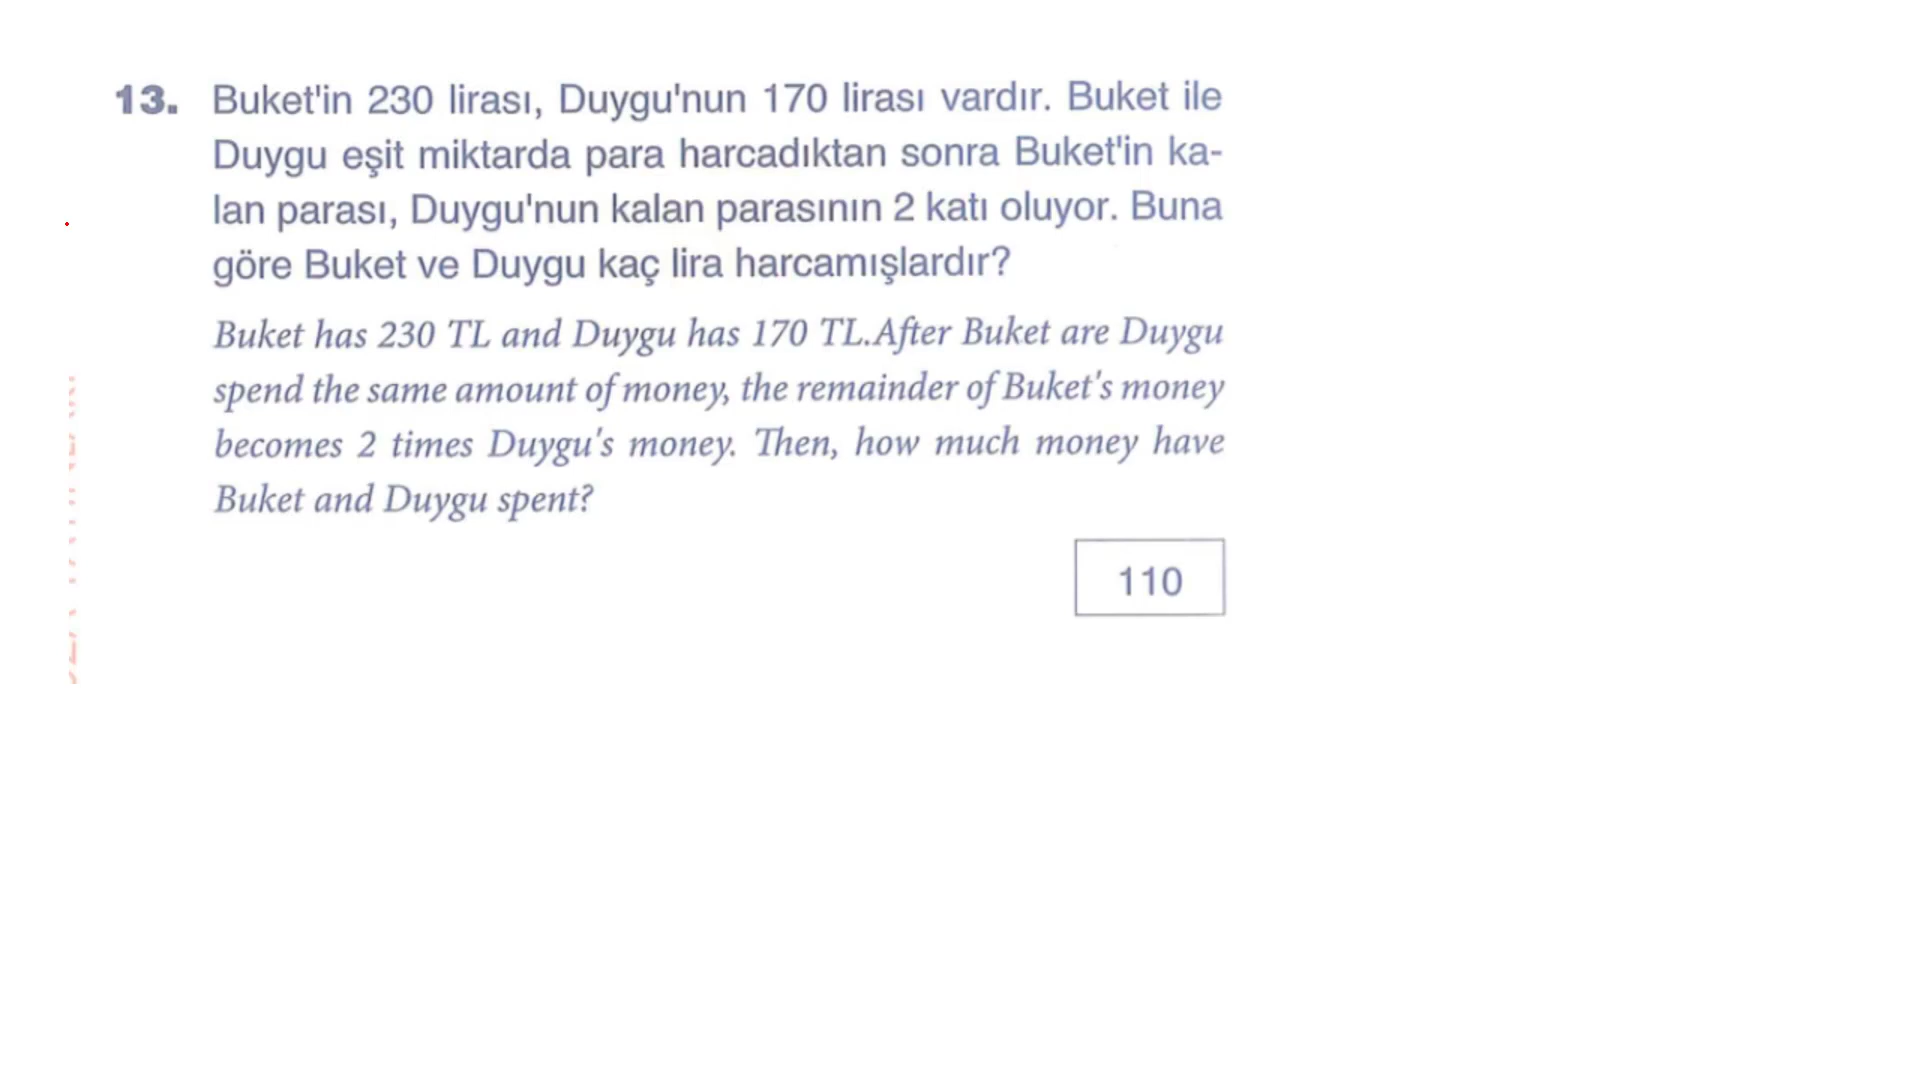 13. Buket'in 230 lirası, Duygu'nun 170 lirası vardır. Buket ile
Duygu eşit miktarda para harcadıktan sonra Buket'in ka-
lan parası, Duygu'nun kalan parasının 2 katı oluyor. Buna
göre Buket ve Duygu kaç lira harcamışlardır?
Buket has 230 TL and Duygu has 170 TL.After Buket are Duygu
spend the same amount of money, the remainder of Buket's money
becomes 2 times Duygu's money. Then, how much money have
Buket and Duygu spent?
110